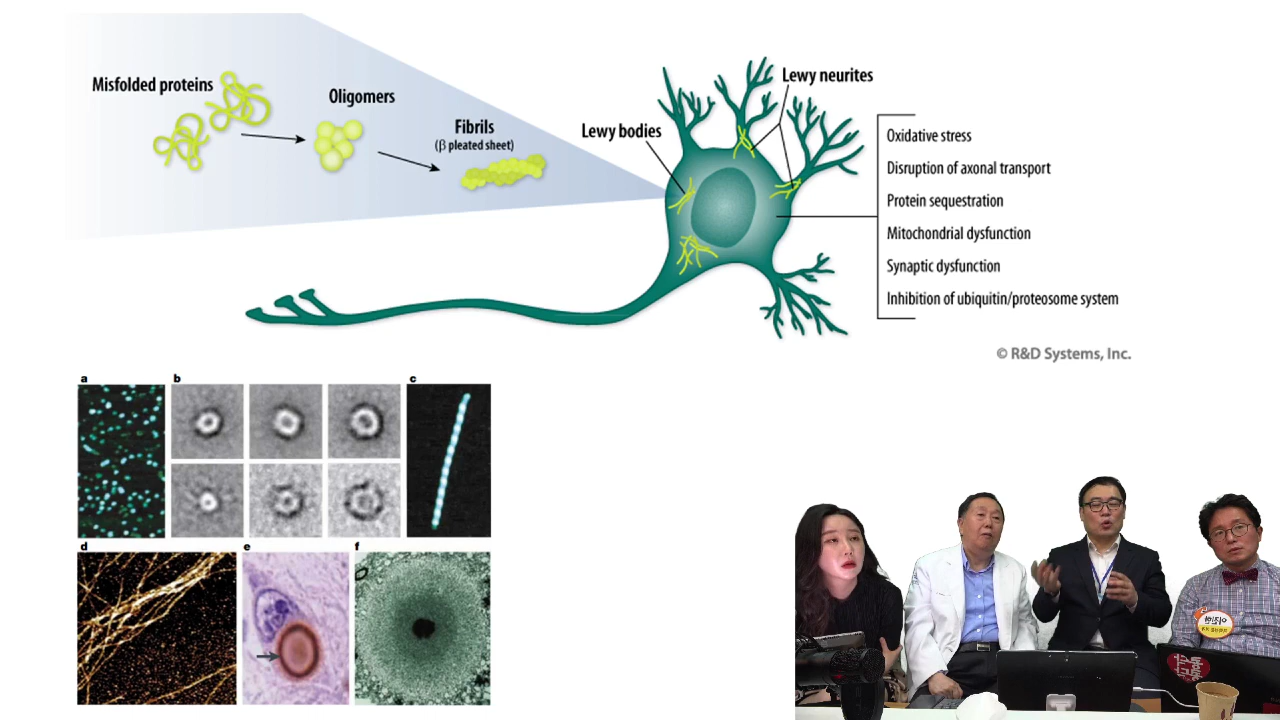 Misfolded proteins
Oligomers
Fibrils
(β pleated sheet)
Lewy bodies
Lewy neurites
Oxidative stress
Disruption of axonal transport
Protein sequestration
Mitochondrial dysfunction
Synaptic dysfunction
Inhibition of ubiquitin/proteosome system
© R&D Systems, Inc.
a
b
c
d
e
f